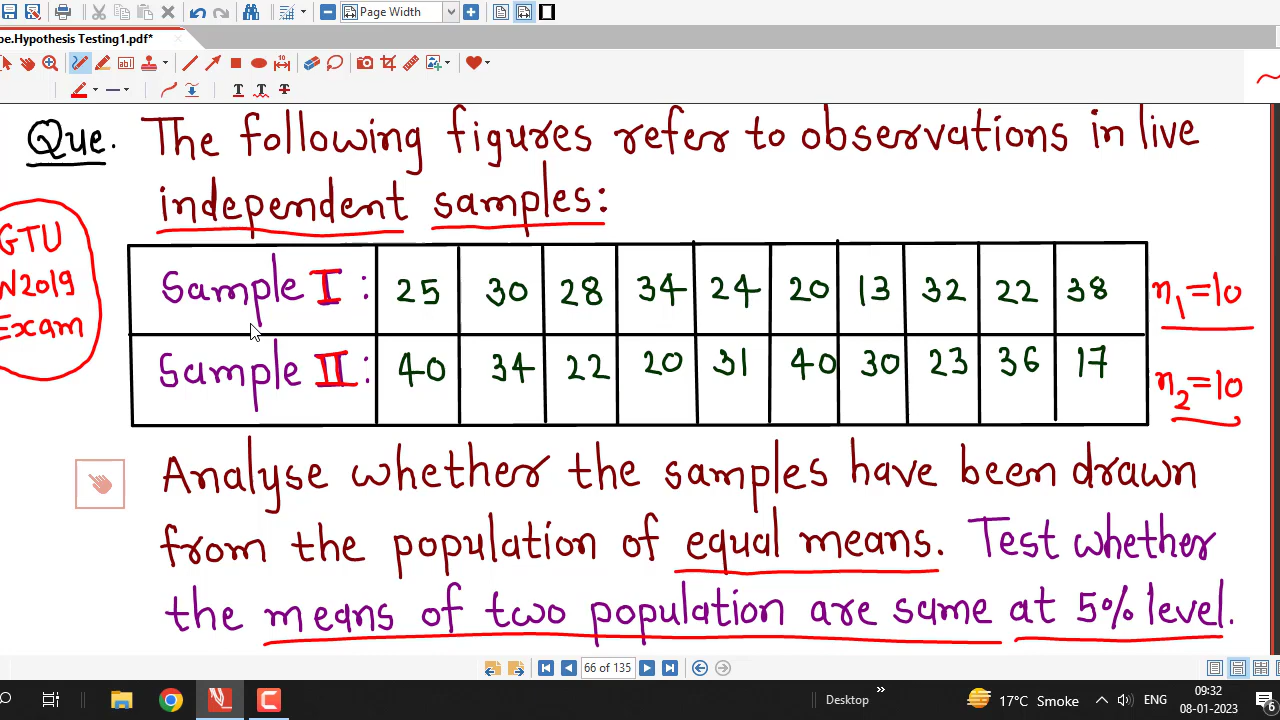 Page Width
pe.Hypothesis Testing1.pdf*
Que. The following figures refer to observations in live
independent samples:
GTU
W2019
Exam
Sample I : 25 30 28 34 24 20 13 32 22 38 n1=10
Sample II : 40 34 22 20 31 40 30 23 36 17 n2=10
Analyse whether the samples have been drawn
from the population of equal means. Test whether
the means of two population are same at 5% level.
66 of 135
Desktop » 17°C Smoke ENG 09:32
08-01-2023 6